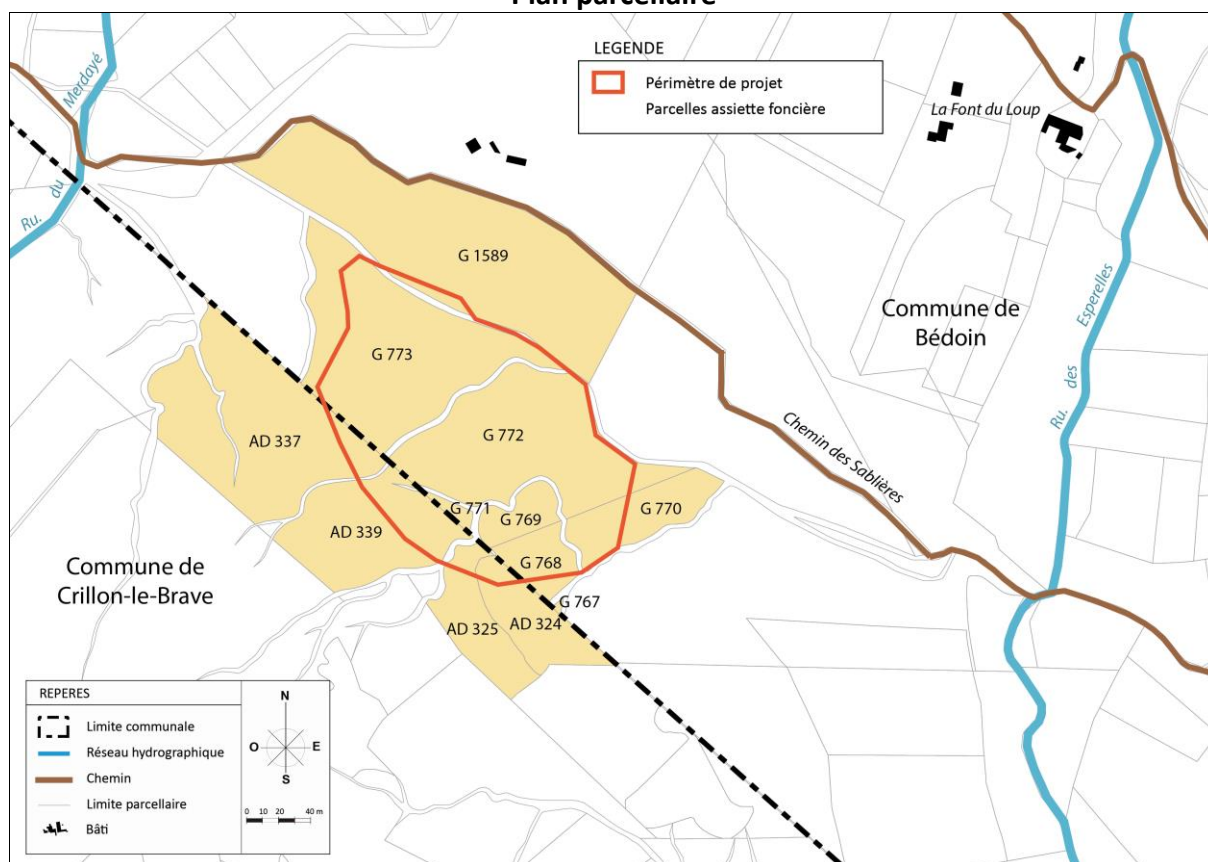 Plan parcellaire
LEGENDE
Périmètre de projet
Parcelles assiette foncière
Merdayé
du
Ru.
La Font du Loup
G 1589
Esperelles
des
Ru.
Commune de
Bédoin
G 773
AD 337
G 772
Chemin des Sablières
G 771
G 769
G 770
AD 339
G 768
Commune de
Crillon-le-Brave
G 767
AD 325
AD 324
REPERES
Limite communale
Réseau hydrographique
Chemin
Limite parcellaire
Bâti
N
O
E
S
0 10 20 40 m